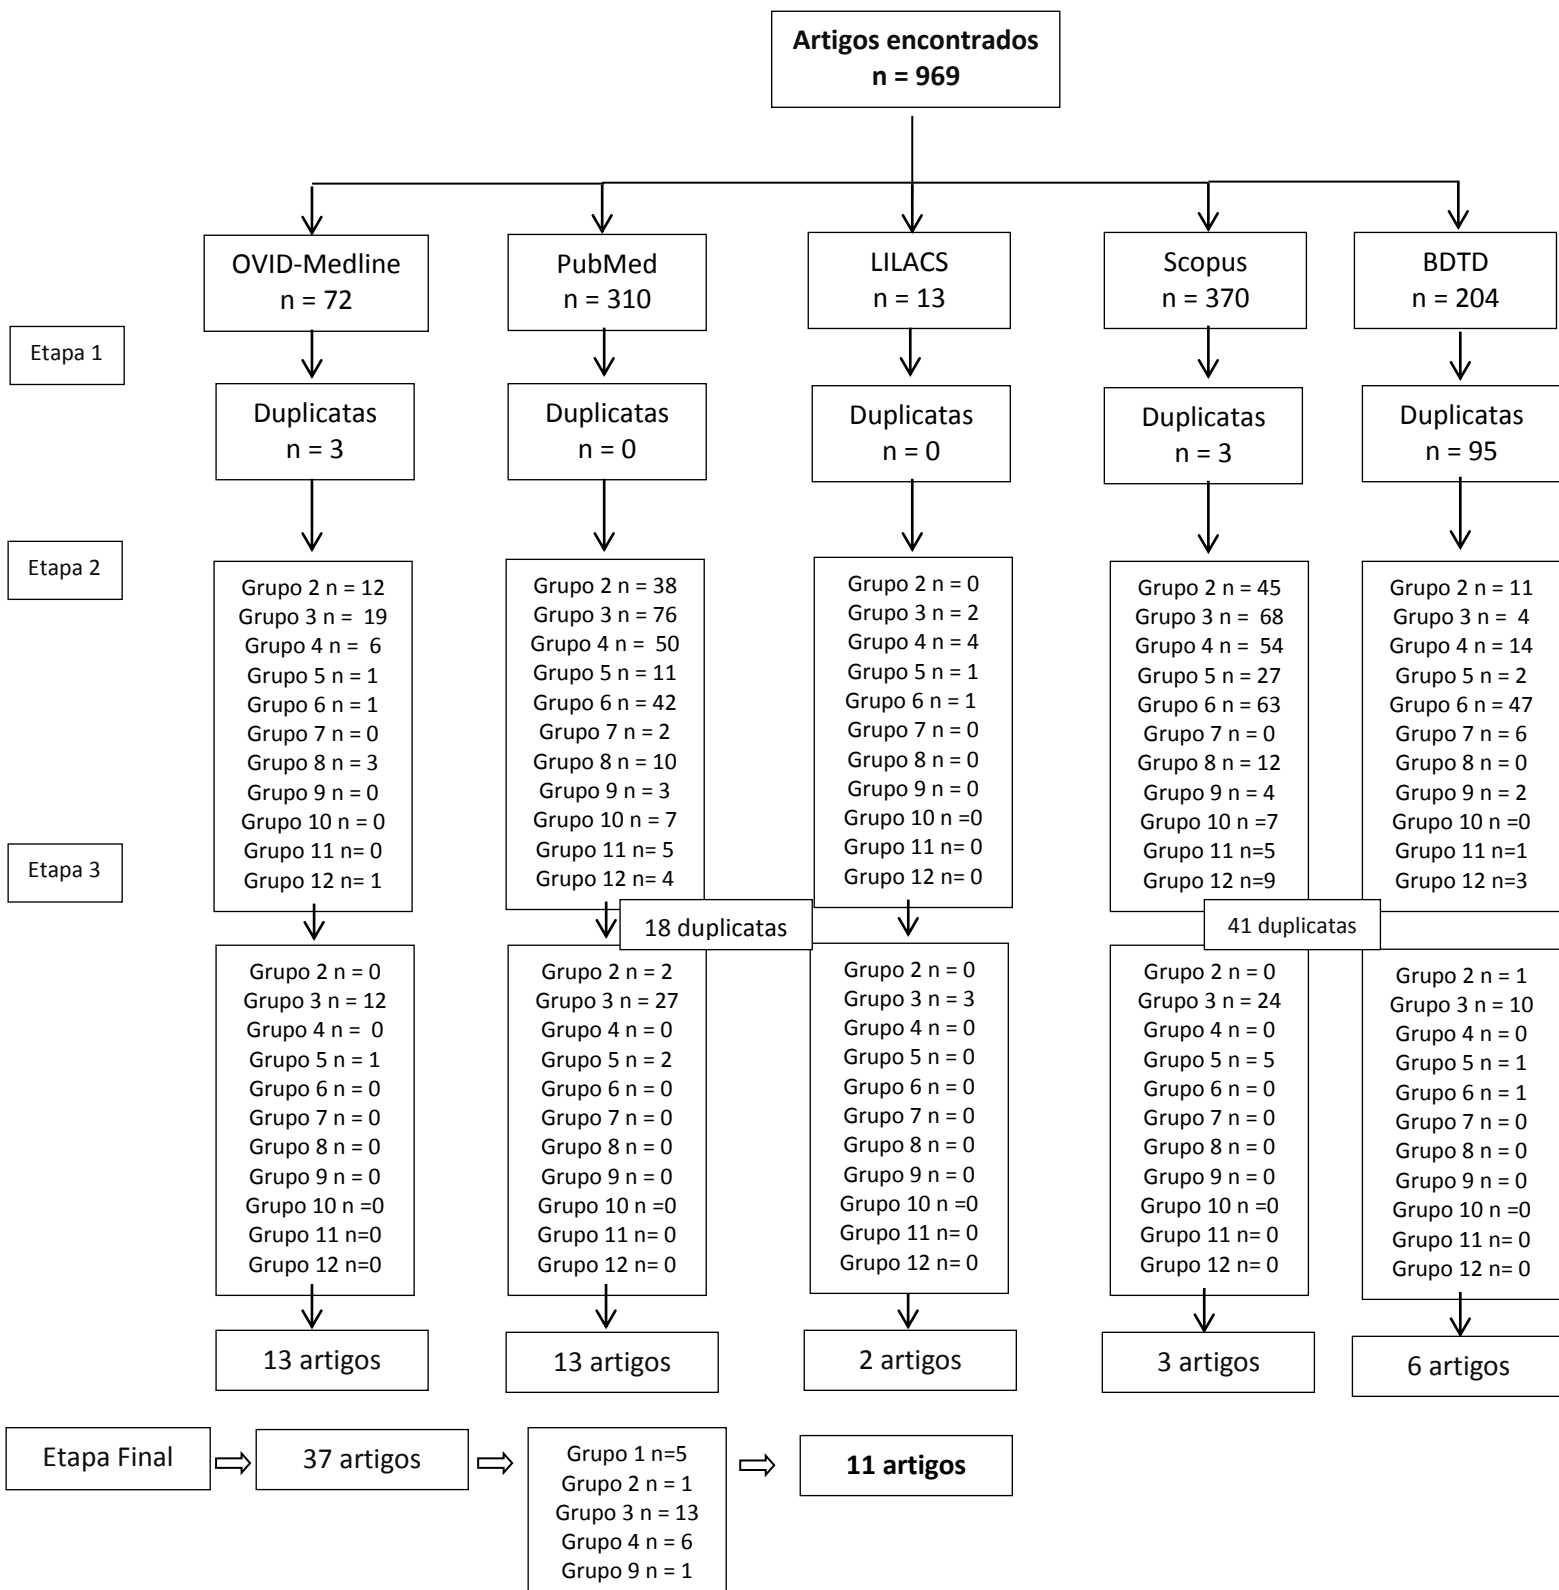 Artigos encontrados
n = 969
OVID-Medline
n = 72
PubMed
n = 310
LILACS
n = 13
Scopus
n = 370
BDTD
n = 204
Etapa 1
Duplicatas
n = 3
Duplicatas
n = 0
Duplicatas
n = 0
Duplicatas
n = 3
Duplicatas
n = 95
Etapa 2
Grupo 2 n = 12
Grupo 3 n = 19
Grupo 4 n = 6
Grupo 5 n = 1
Grupo 6 n = 1
Grupo 7 n = 0
Grupo 8 n = 3
Grupo 9 n = 0
Grupo 10 n = 0
Grupo 11 n= 0
Grupo 12 n= 1
Grupo 2 n = 38
Grupo 3 n = 76
Grupo 4 n = 50
Grupo 5 n = 11
Grupo 6 n = 42
Grupo 7 n = 2
Grupo 8 n = 10
Grupo 9 n = 3
Grupo 10 n = 7
Grupo 11 n= 5
Grupo 12 n= 4
Grupo 2 n = 0
Grupo 3 n = 2
Grupo 4 n = 4
Grupo 5 n = 1
Grupo 6 n = 1
Grupo 7 n = 0
Grupo 8 n = 0
Grupo 9 n = 0
Grupo 10 n =0
Grupo 11 n= 0
Grupo 12 n= 0
Grupo 2 n = 45
Grupo 3 n = 68
Grupo 4 n = 54
Grupo 5 n = 27
Grupo 6 n = 63
Grupo 7 n = 0
Grupo 8 n = 12
Grupo 9 n = 4
Grupo 10 n =7
Grupo 11 n=5
Grupo 12 n=9
Grupo 2 n = 11
Grupo 3 n = 4
Grupo 4 n = 14
Grupo 5 n = 2
Grupo 6 n = 47
Grupo 7 n = 6
Grupo 8 n = 0
Grupo 9 n = 2
Grupo 10 n =0
Grupo 11 n=1
Grupo 12 n=3
Etapa 3
18 duplicatas
41 duplicatas
Grupo 2 n = 0
Grupo 3 n = 12
Grupo 4 n = 0
Grupo 5 n = 1
Grupo 6 n = 0
Grupo 7 n = 0
Grupo 8 n = 0
Grupo 9 n = 0
Grupo 10 n =0
Grupo 11 n=0
Grupo 12 n=0
Grupo 2 n = 2
Grupo 3 n = 27
Grupo 4 n = 0
Grupo 5 n = 2
Grupo 6 n = 0
Grupo 7 n = 0
Grupo 8 n = 0
Grupo 9 n = 0
Grupo 10 n =0
Grupo 11 n= 0
Grupo 12 n= 0
Grupo 2 n = 0
Grupo 3 n = 3
Grupo 4 n = 0
Grupo 5 n = 0
Grupo 6 n = 0
Grupo 7 n = 0
Grupo 8 n = 0
Grupo 9 n = 0
Grupo 10 n =0
Grupo 11 n= 0
Grupo 12 n= 0
Grupo 2 n = 0
Grupo 3 n = 24
Grupo 4 n = 0
Grupo 5 n = 5
Grupo 6 n = 0
Grupo 7 n = 0
Grupo 8 n = 0
Grupo 9 n = 0
Grupo 10 n =0
Grupo 11 n= 0
Grupo 12 n= 0
Grupo 2 n = 1
Grupo 3 n = 10
Grupo 4 n = 0
Grupo 5 n = 1
Grupo 6 n = 1
Grupo 7 n = 0
Grupo 8 n = 0
Grupo 9 n = 0
Grupo 10 n =0
Grupo 11 n= 0
Grupo 12 n= 0
13 artigos
13 artigos
2 artigos
3 artigos
6 artigos
Etapa Final
37 artigos
Grupo 1 n=5
Grupo 2 n = 1
Grupo 3 n = 13
Grupo 4 n = 6
Grupo 9 n = 1
11 artigos